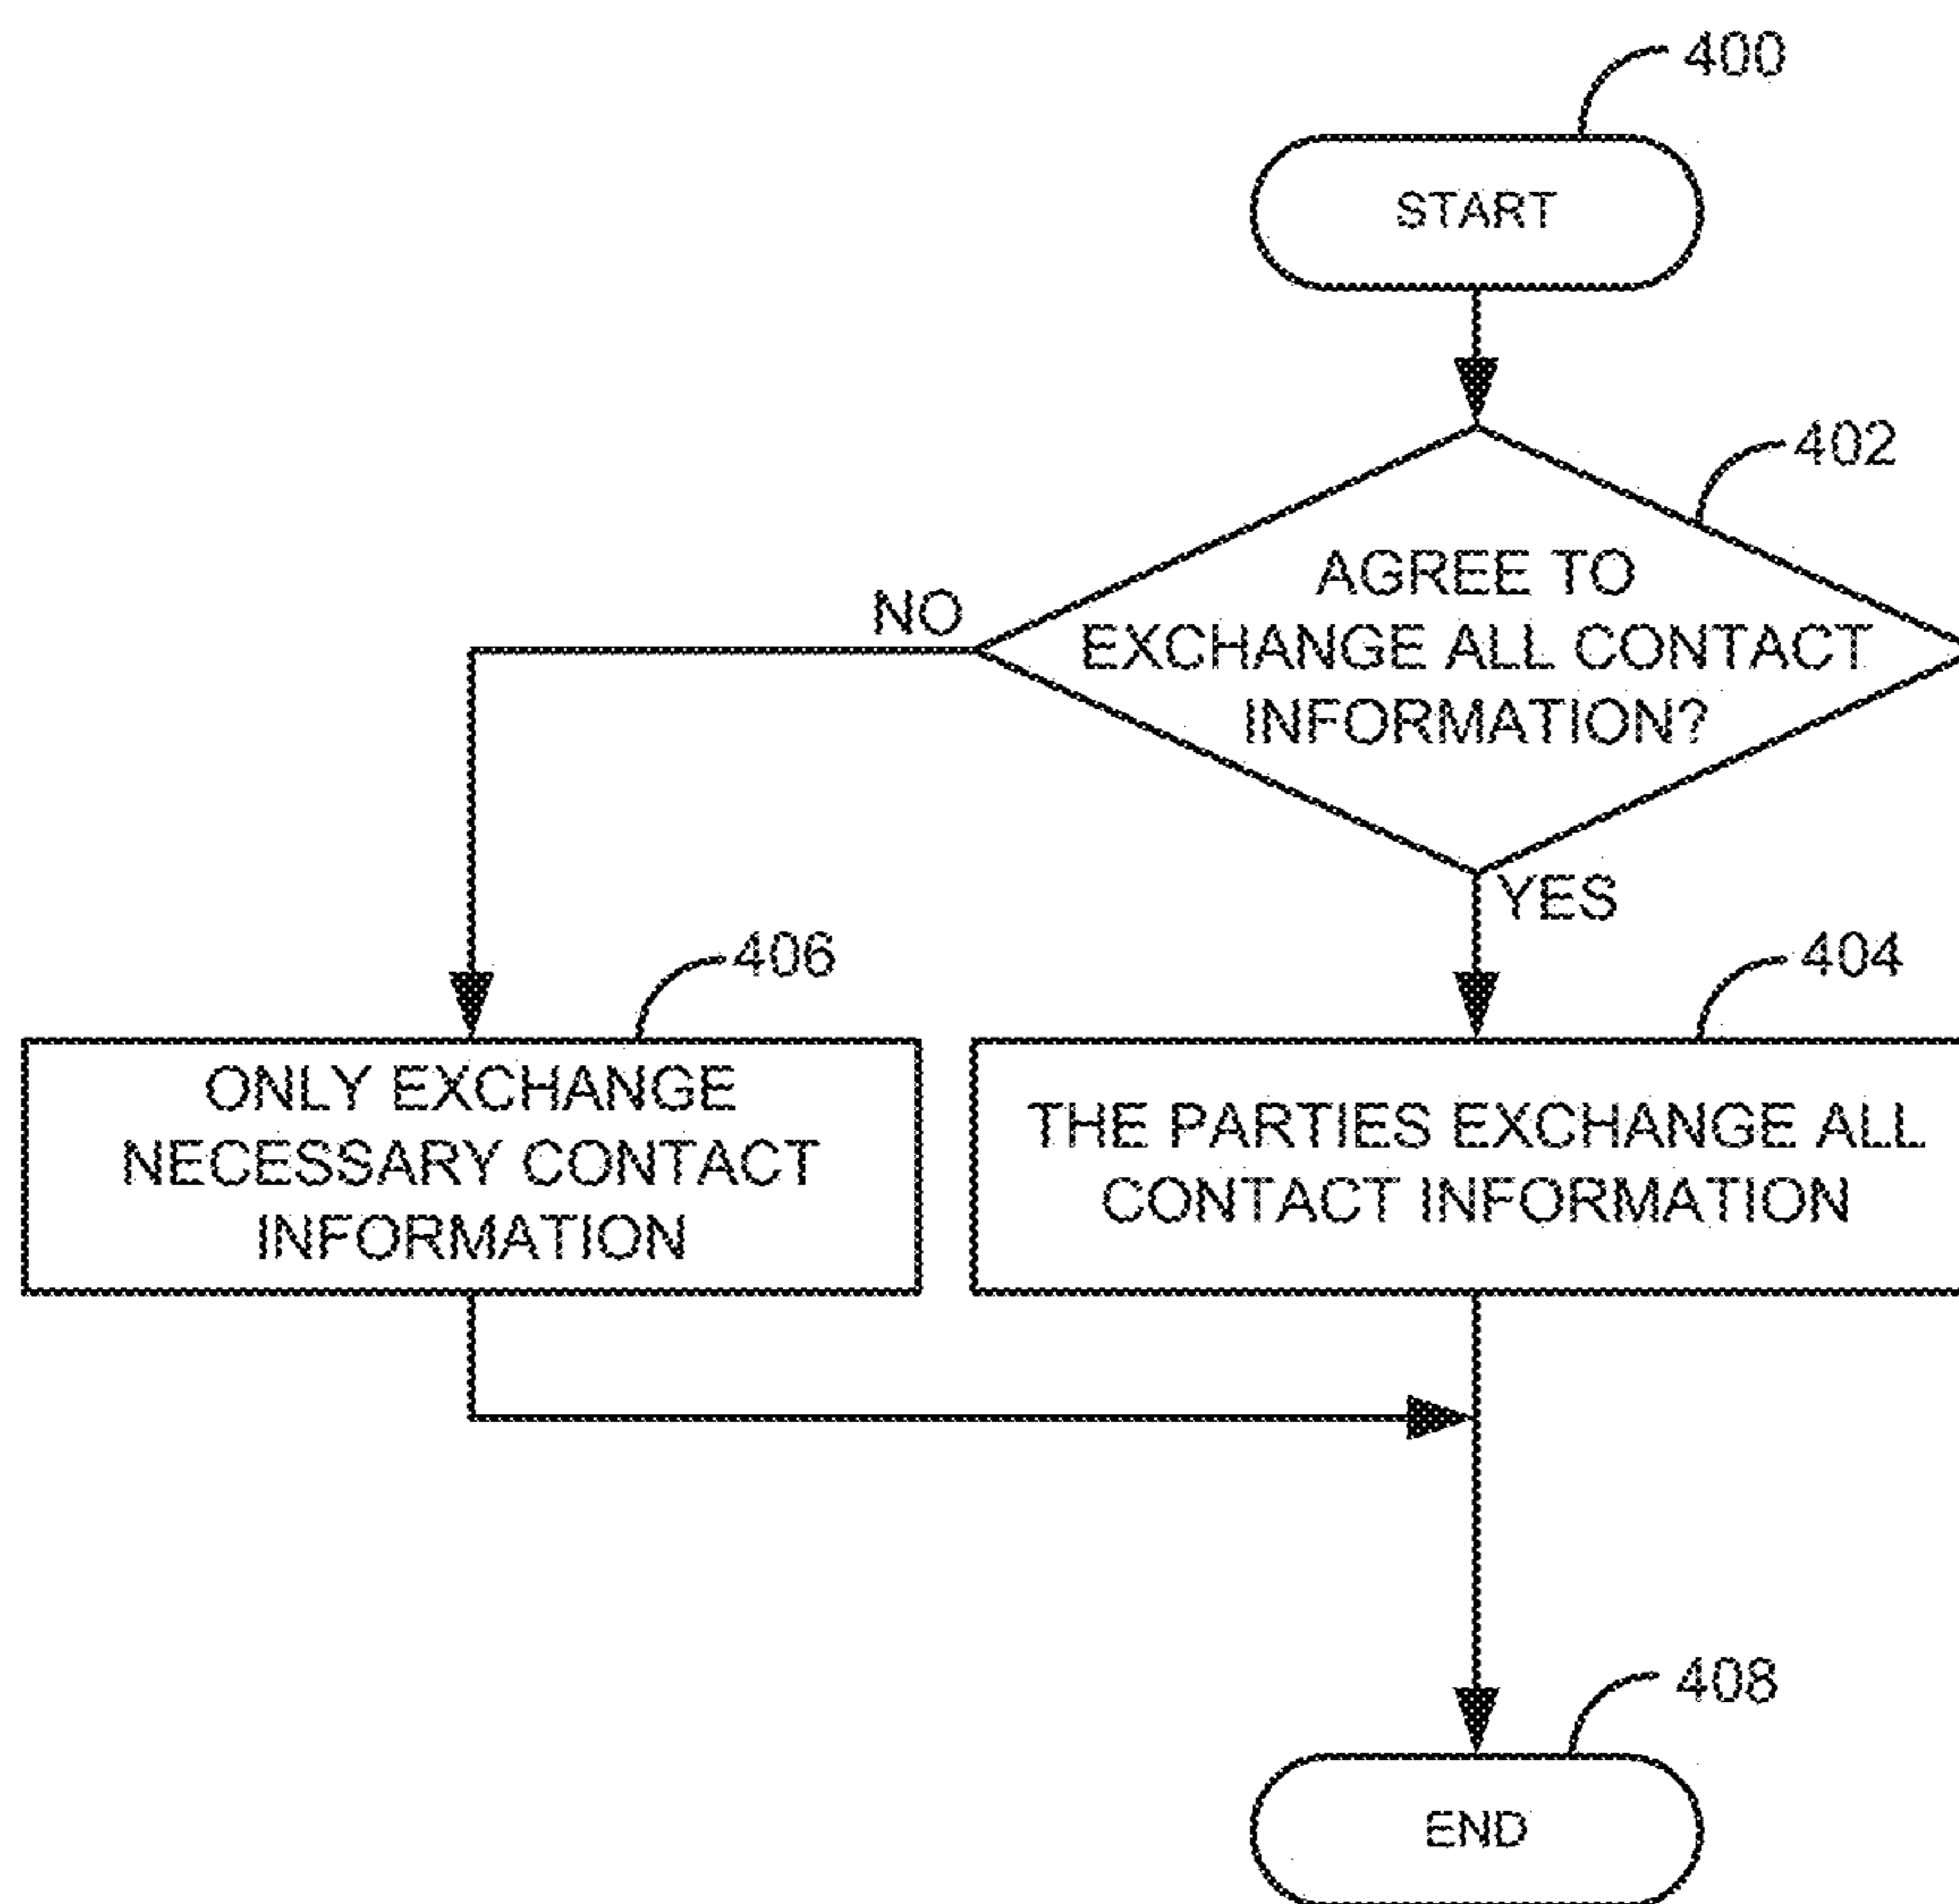 400
START
402
AGREE TO
EXCHANGE ALL CONTACT
INFORMATION?
NO
YES
406
404
ONLY EXCHANGE
NECESSARY CONTACT
INFORMATION
THE PARTIES EXCHANGE ALL
CONTACT INFORMATION
408
END